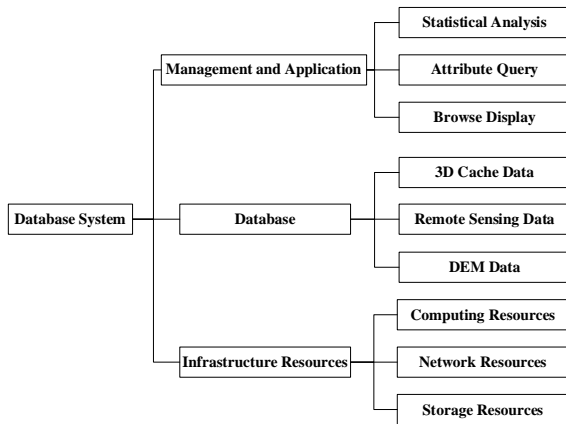 Database System
Management and Application
Statistical Analysis
Attribute Query
Browse Display
Database
3D Cache Data
Remote Sensing Data
DEM Data
Infrastructure Resources
Computing Resources
Network Resources
Storage Resources